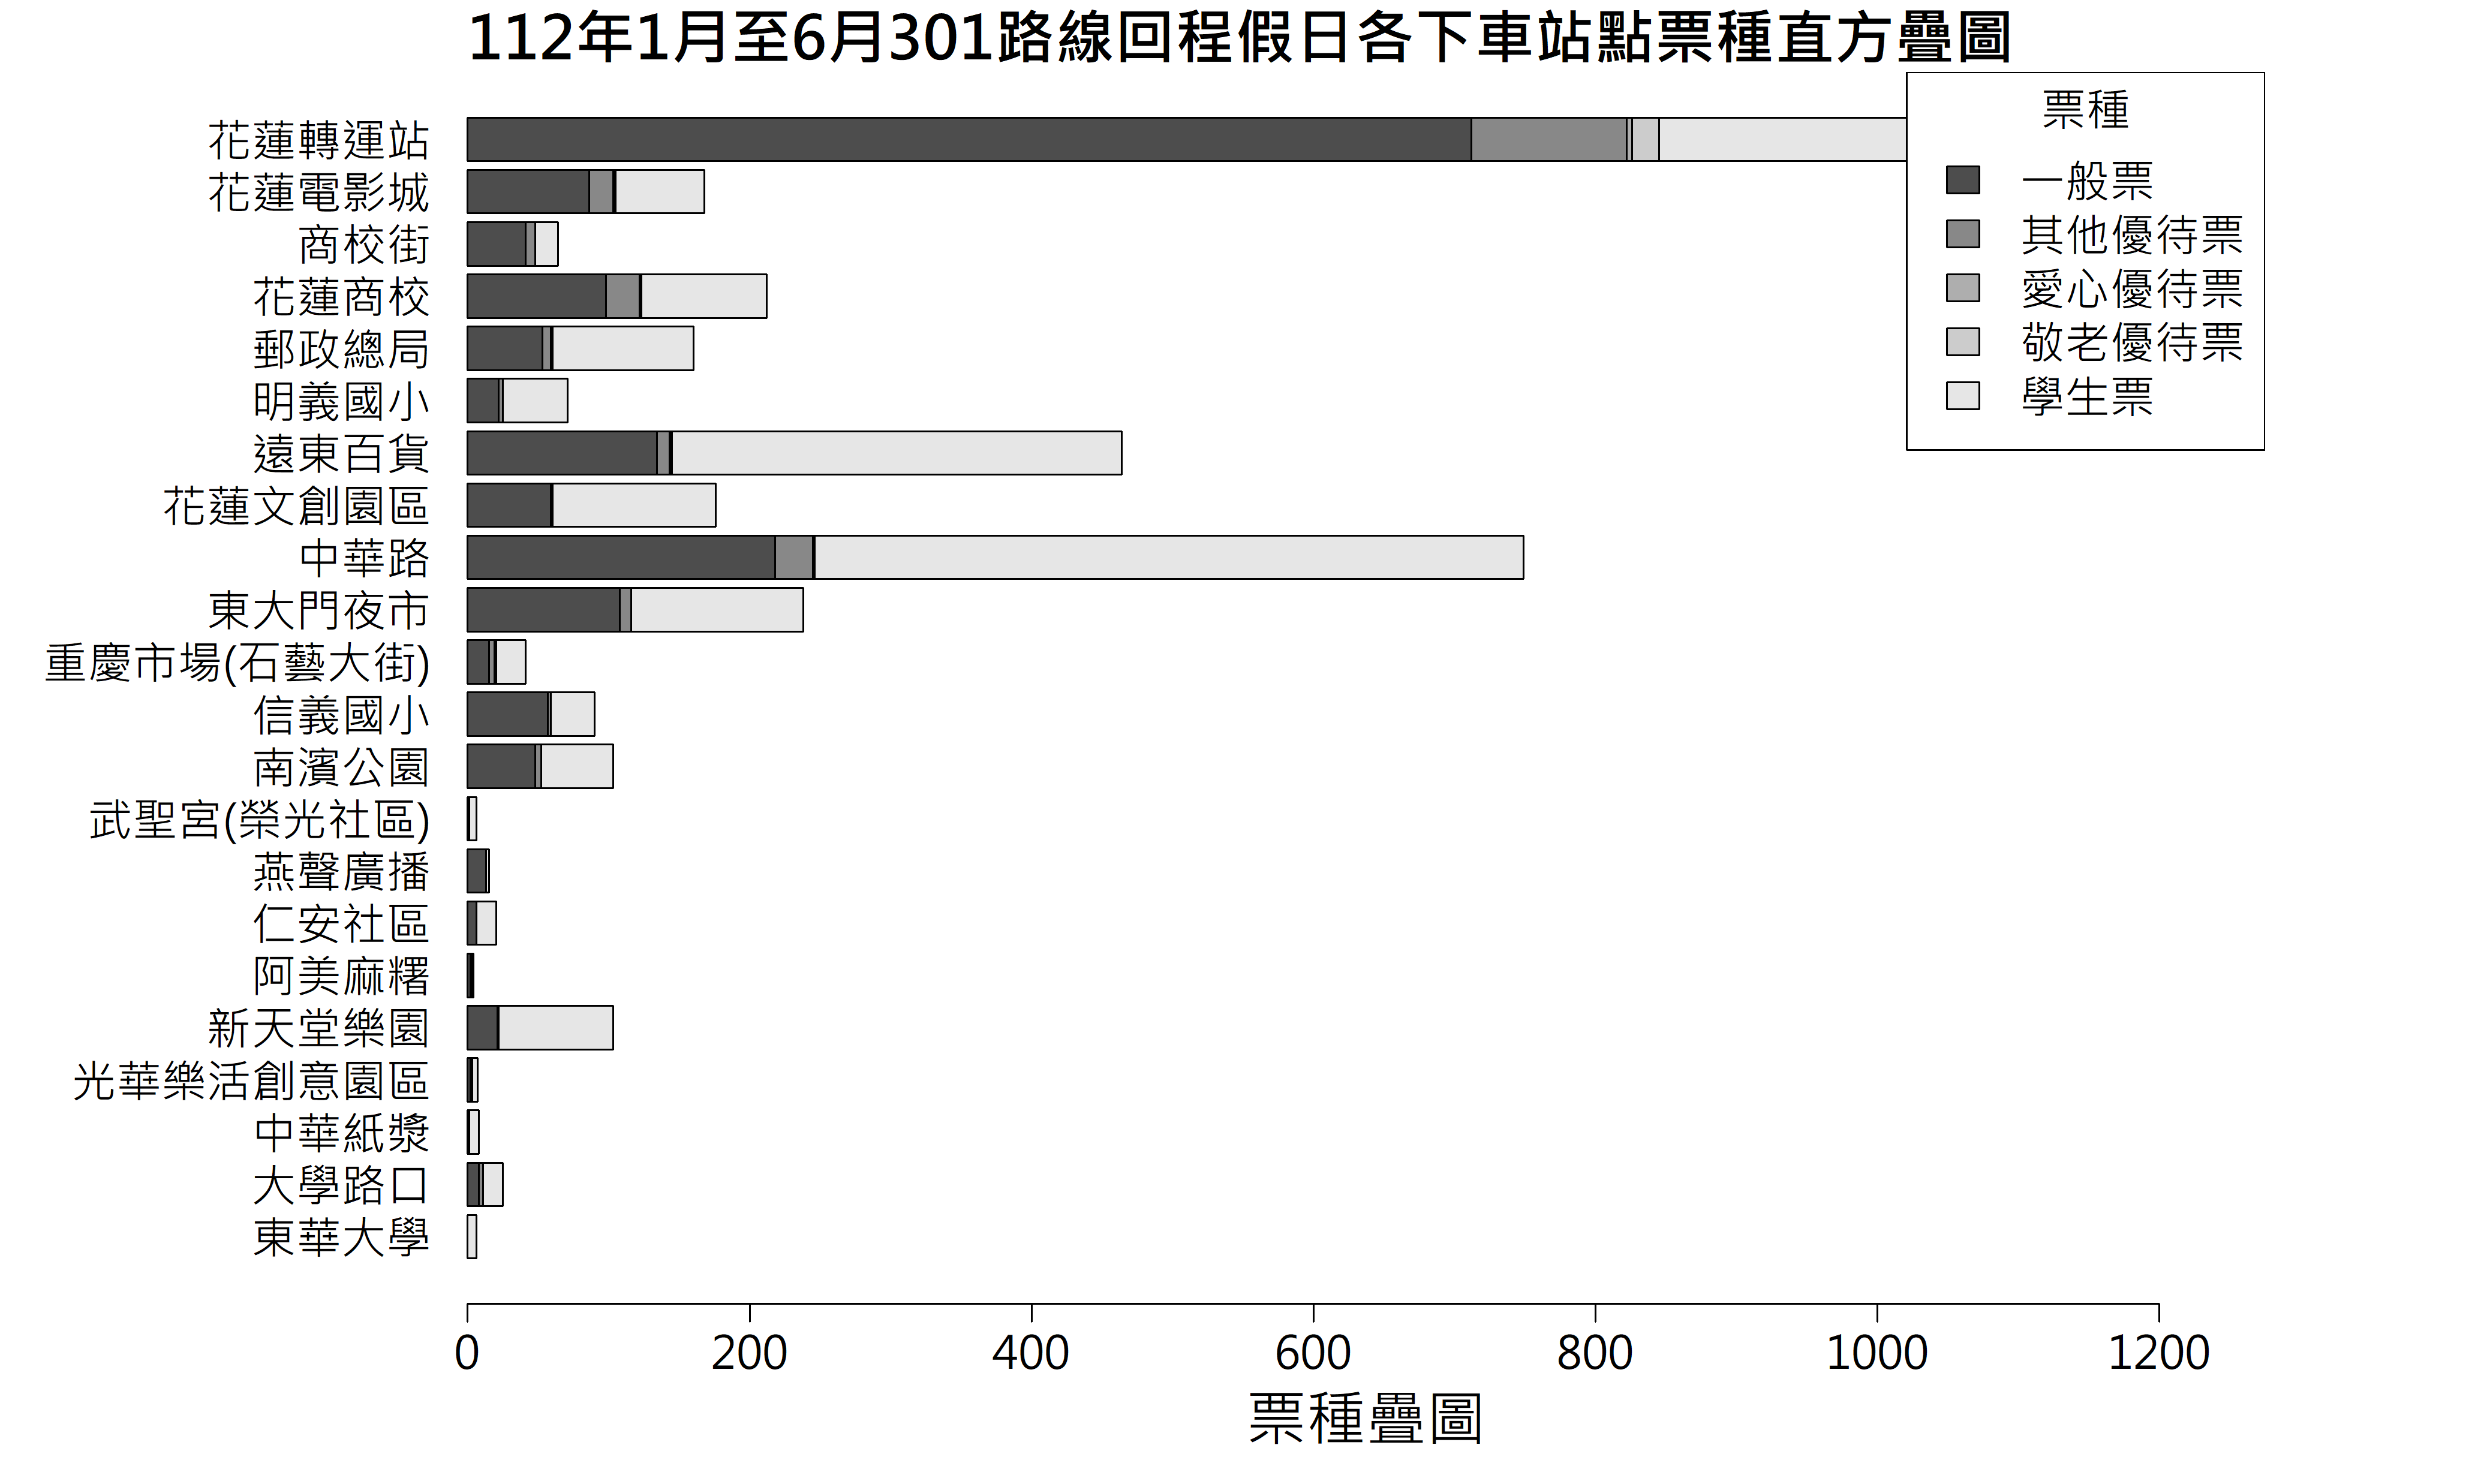 112年1月至6月301路線回程假日各下車站點票種直方疊圖
票種
一般票
其他優待票
愛心優待票
敬老優待票
學生票
花蓮轉運站
花蓮電影城
商校街
花蓮商校
郵政總局
明義國小
遠東百貨
花蓮文創園區
中華路
東大門夜市
重慶市場(石藝大街)
信義國小
南濱公園
武聖宮(榮光社區)
燕聲廣播
仁安社區
阿美麻糬
新天堂樂園
光華樂活創意園區
中華紙漿
大學路口
東華大學
0 200 400 600 800 1000 1200
票種疊圖